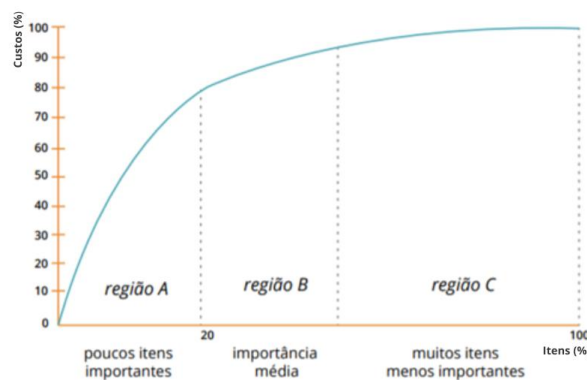 Custos (%)
100
90
80
70
60
50
40
30
20
10
0
região A
região B
região C
20
100
Itens (%
poucos itens
importantes
importância
média
muitos itens
menos importantes